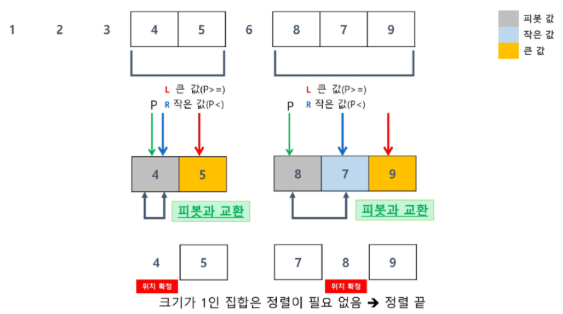 1 2 3 4 5 6 8 7 9
피봇 값
작은 값
큰 값
L 큰 값(P>=)
P R 작은 값(P<)
L 큰 값(P>=)
P R 작은 값(P<)
4 5 8 7 9
피봇과 교환
피봇과 교환
4 5 7 8 9
위치 확정
위치 확정
크기가 1인 집합은 정렬이 필요 없음 → 정렬 끝